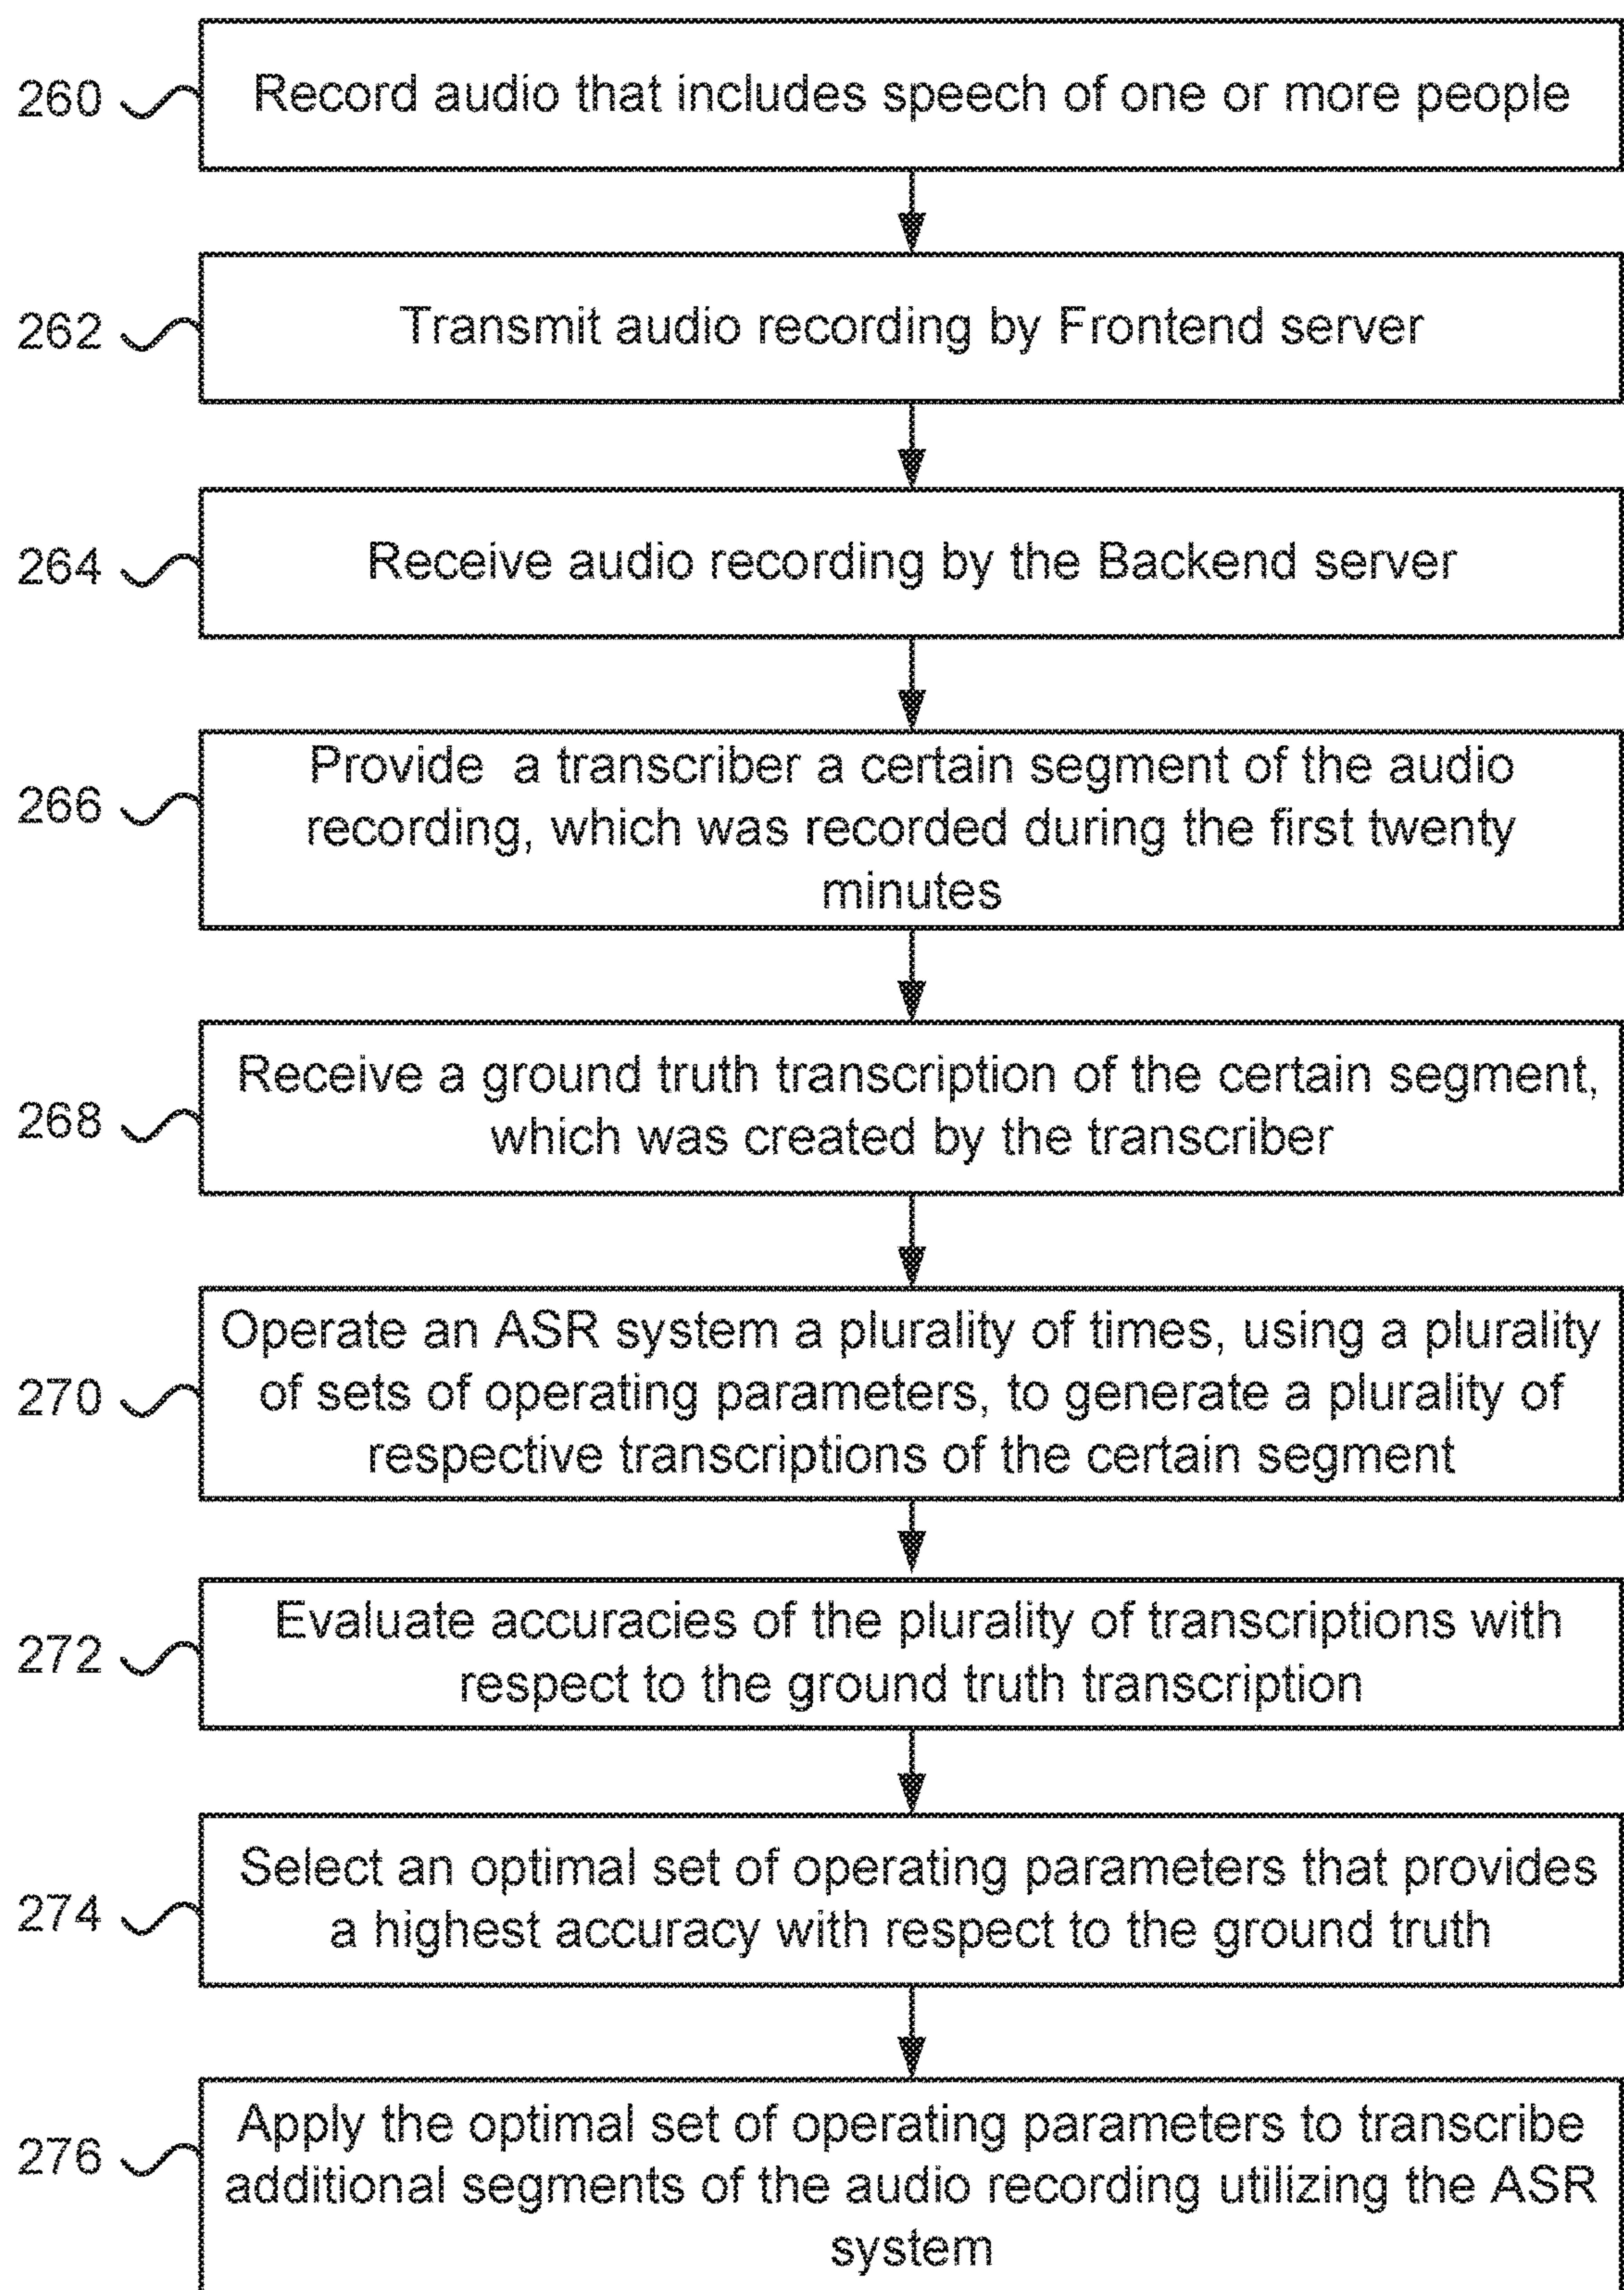 260
Record audio that includes speech of one or more people
262
Transmit audio recording by Frontend server
264
Receive audio recording by the Backend server
266
Provide a transcriber a certain segment of the audio
recording, which was recorded during the first twenty
minutes
268
Receive a ground truth transcription of the certain segment,
which was created by the transcriber
270
Operate an ASR system a plurality of times, using a plurality
of sets of operating parameters, to generate a plurality of
respective transcriptions of the certain segment
272
Evaluate accuracies of the plurality of transcriptions with
respect to the ground truth transcription
274
Select an optimal set of operating parameters that provides
a highest accuracy with respect to the ground truth
276
Apply the optimal set of operating parameters to transcribe
additional segments of the audio recording utilizing the ASR
system